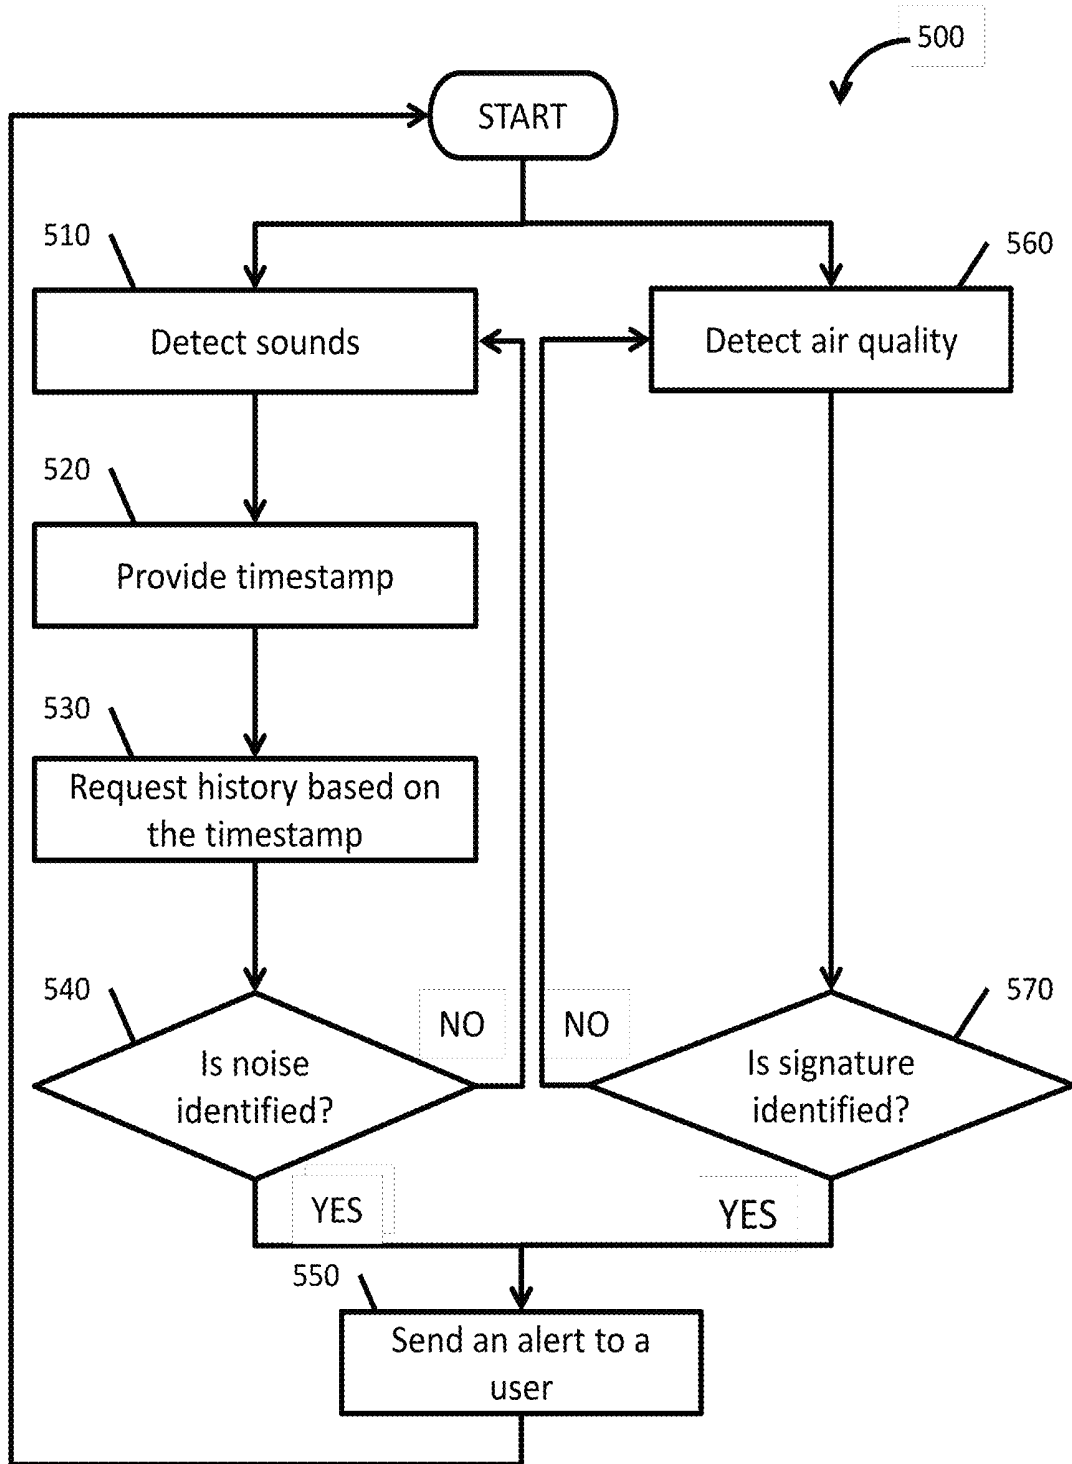 500
START
510
560
Detect sounds
Detect air quality
520
Provide timestamp
530
Request history based on
the timestamp
540
570
NO
NO
Is noise
identified?
Is signature
identified?
YES
YES
550
Send an alert to a
user